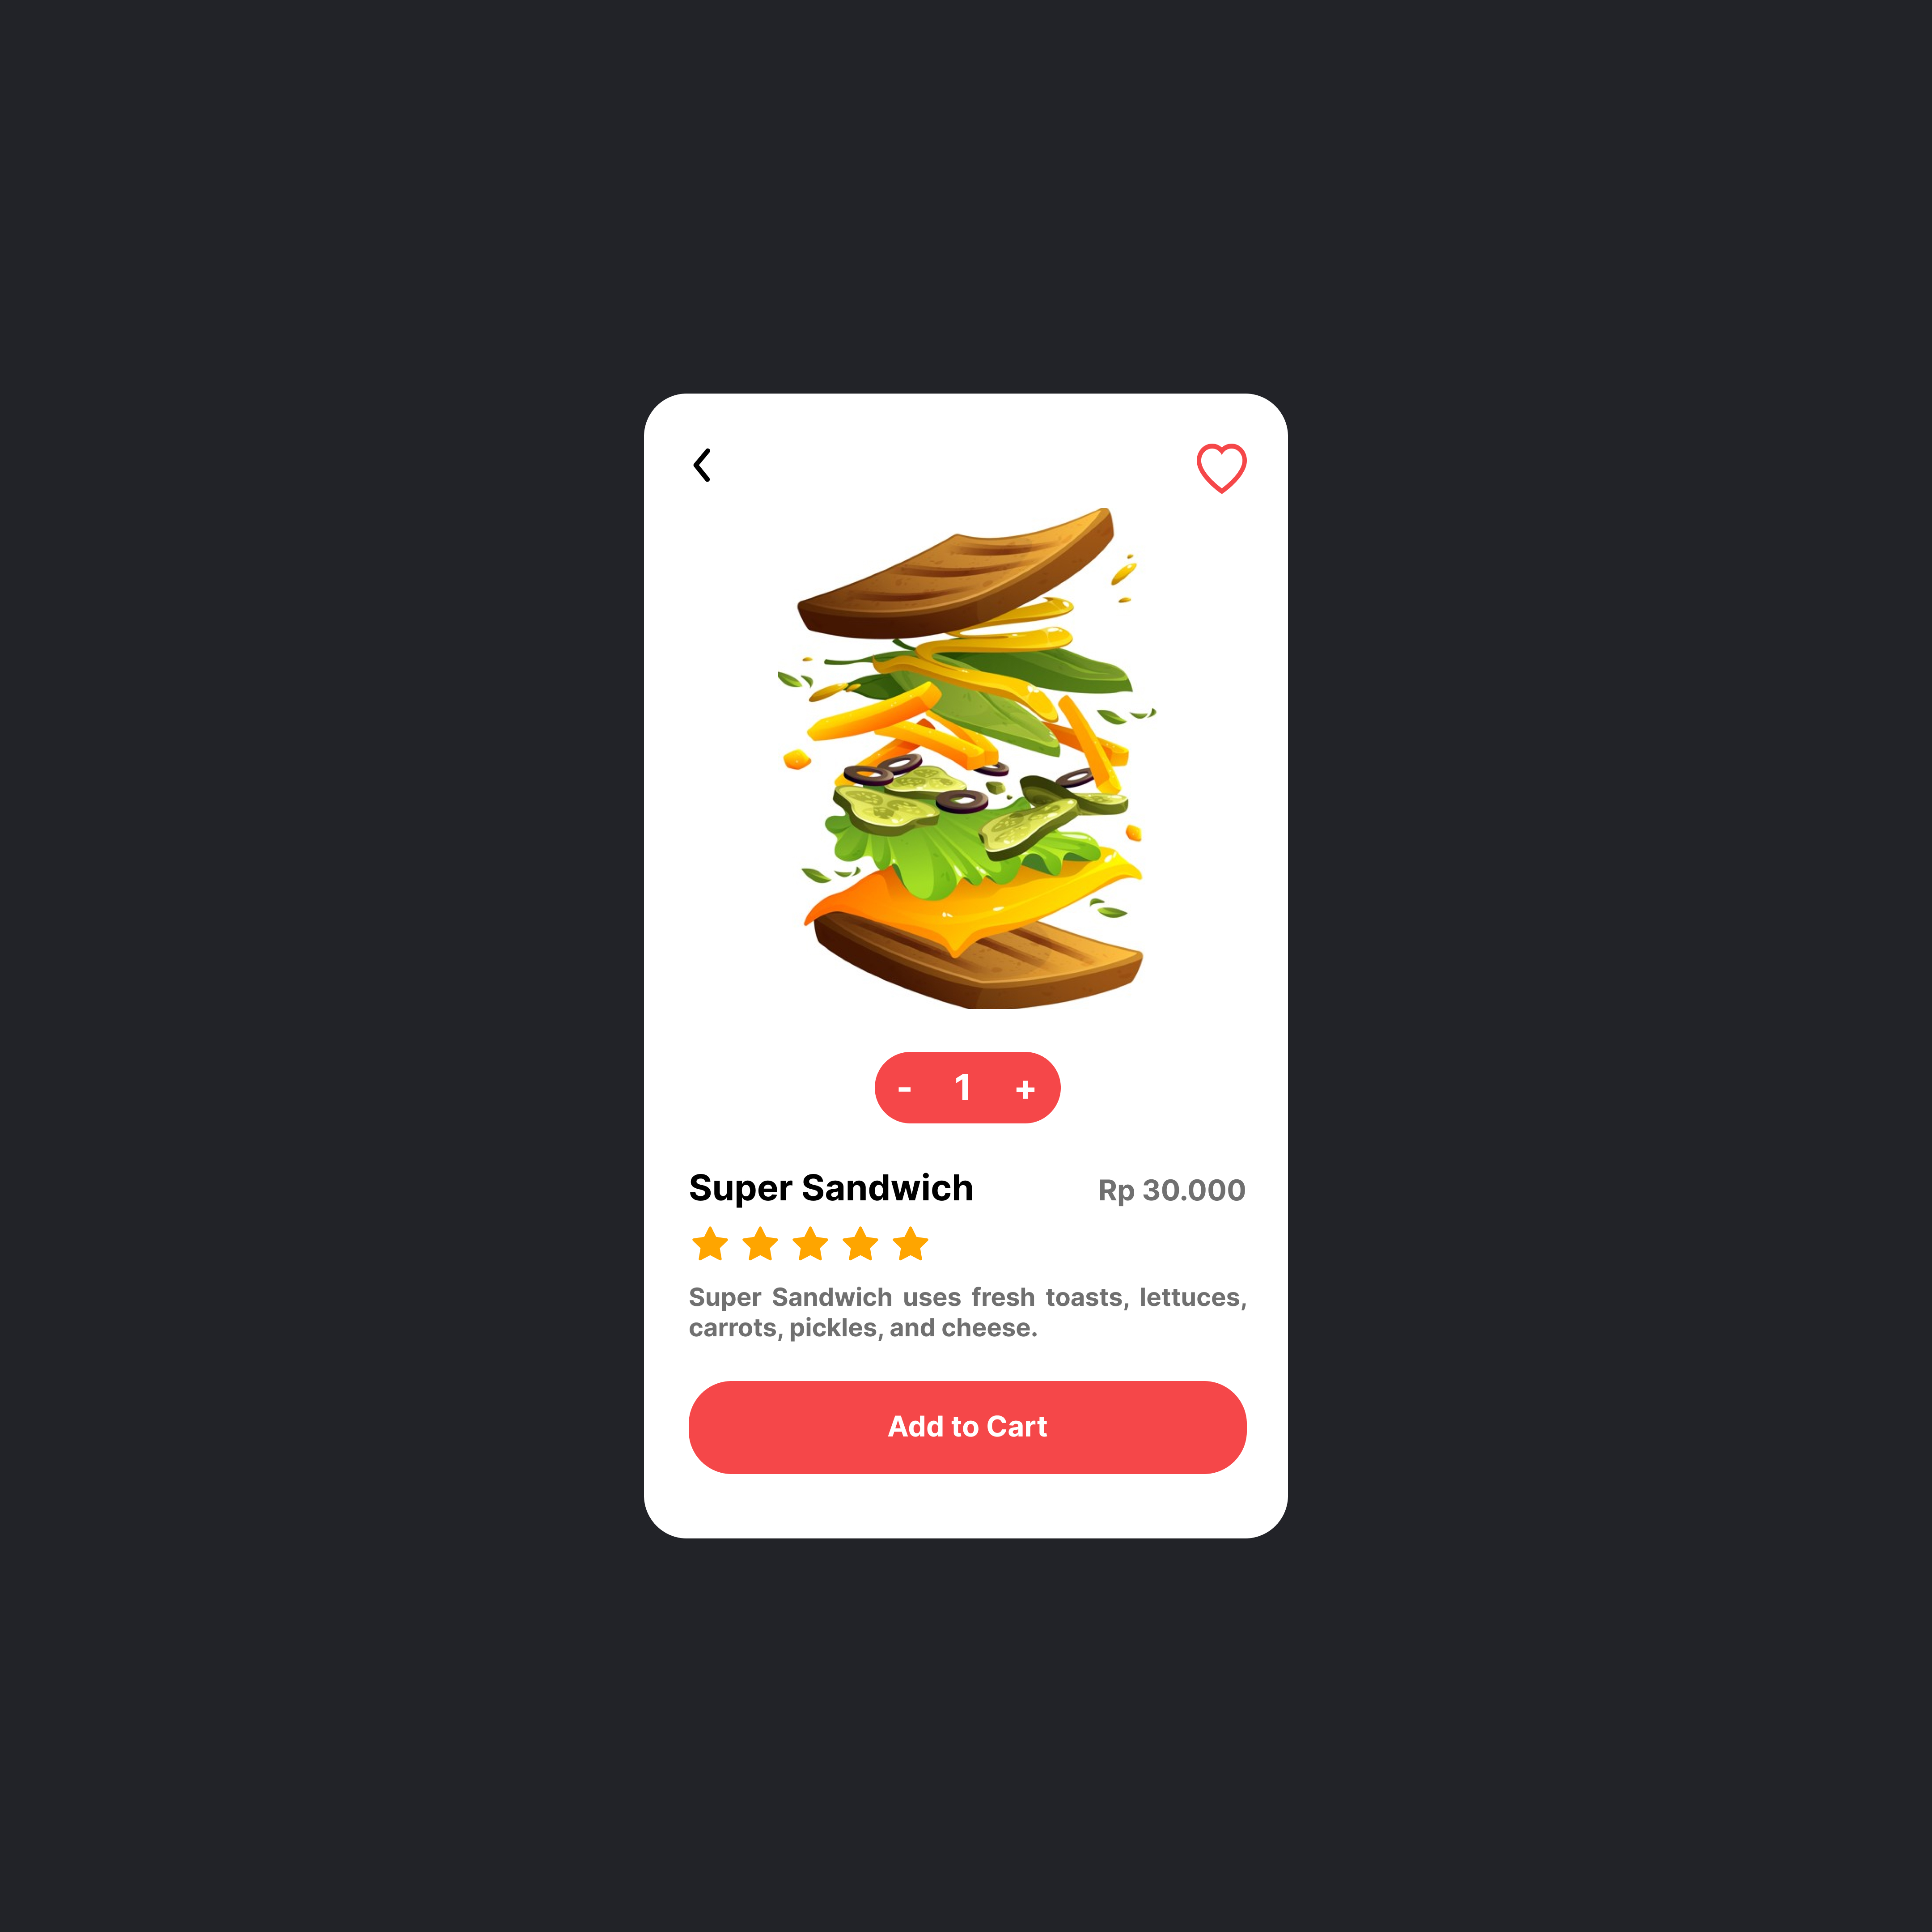 - 1 +
Super Sandwich
Rp 30.000
Super Sandwich uses fresh toasts, lettuces,
carrots, pickles, and cheese.
Add to Cart